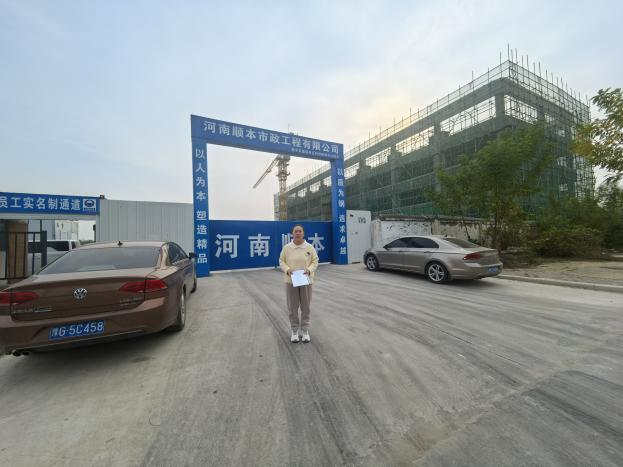 河南顺本市政工程有限公司
以人为本 塑造精品
以质为钢 追求卓越
员工实名制通道
河南顺本
豫G·5C458